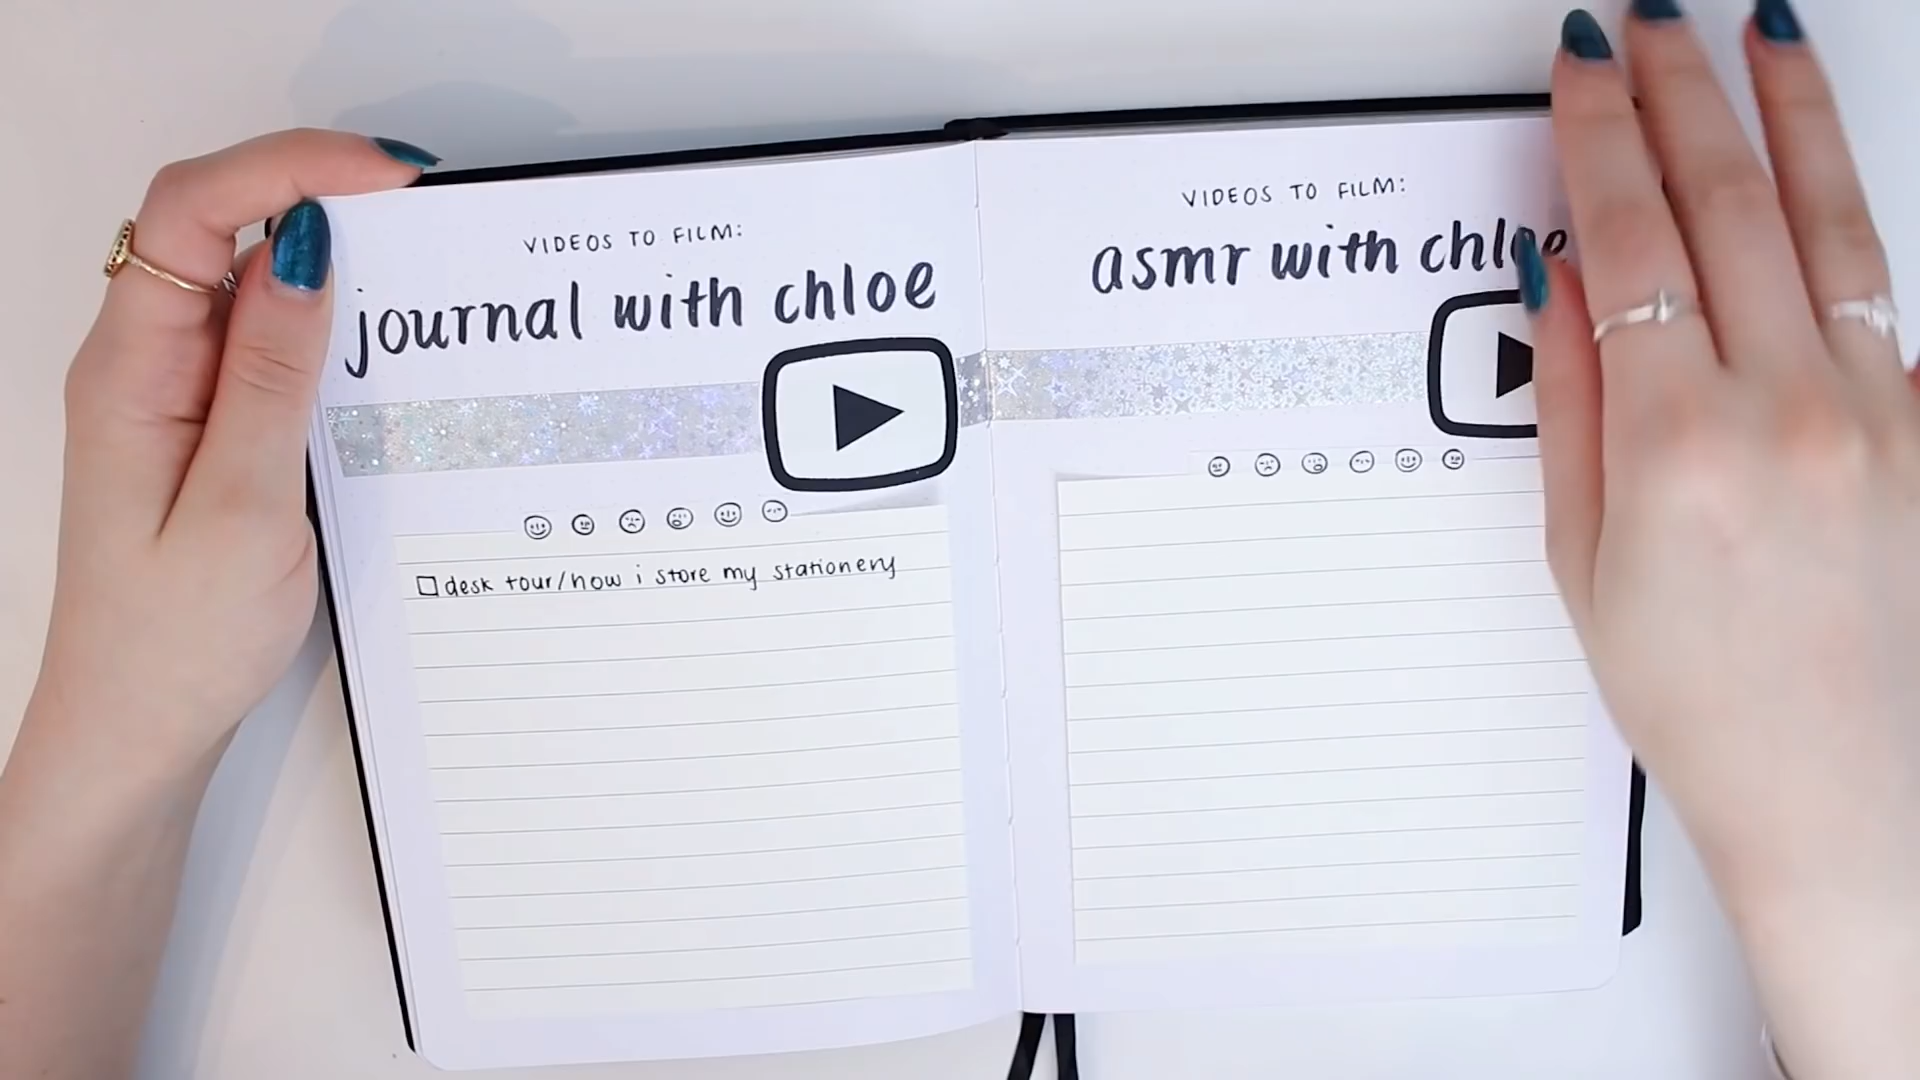 VIDEOS TO FILM:
journal with chloe
desk tour/how i store my stationery
VIDEOS TO FILM:
asmr with chloe